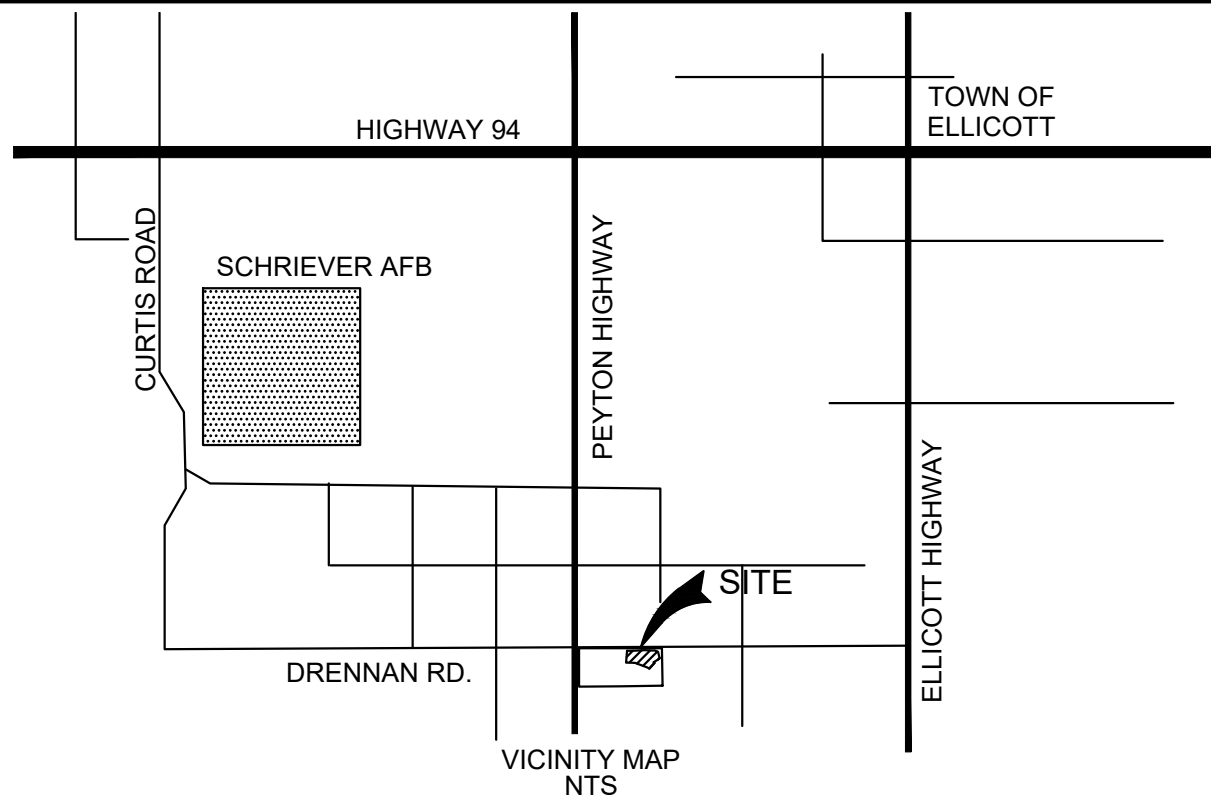 HIGHWAY 94
TOWN OF
ELLICOTT
CURTIS ROAD
SCHRIEVER AFB
PEYTON HIGHWAY
ELLICOTT HIGHWAY
SITE
DRENNAN RD.
VICINITY MAP
NTS